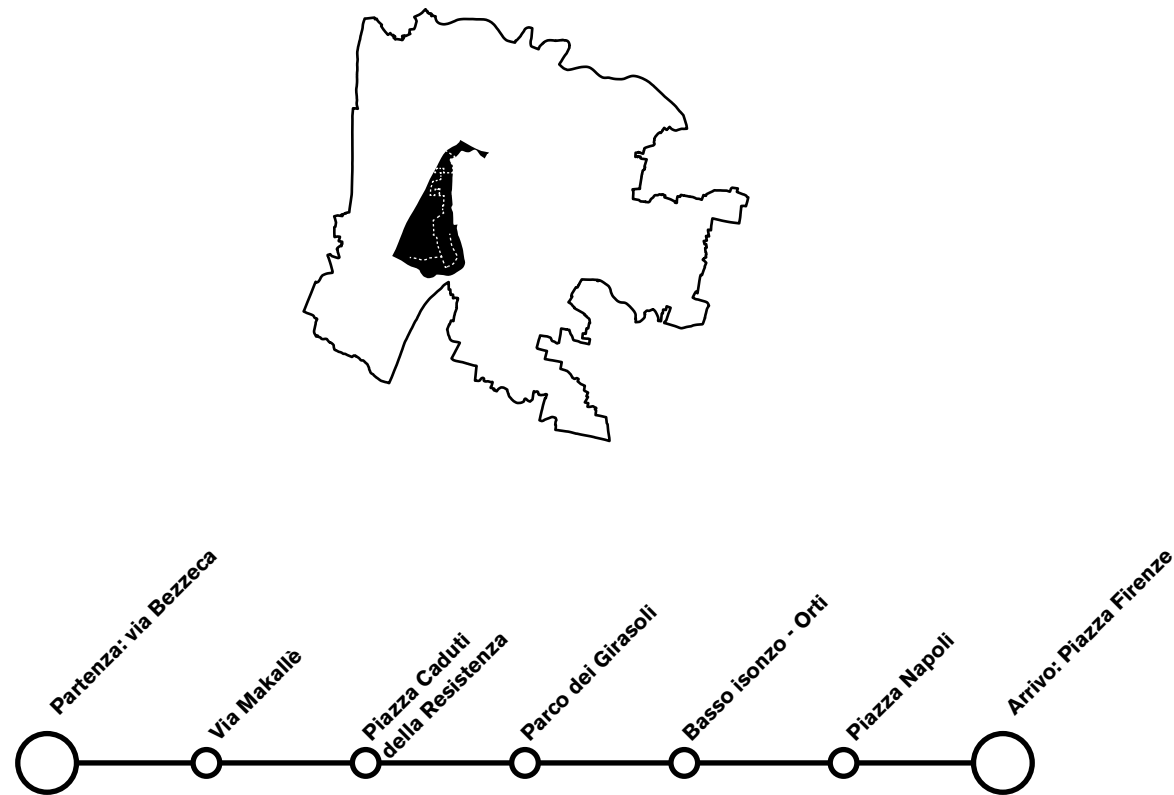 Partenza: via Bezzeca
Via Makallè
Piazza Caduti
della Resistenza
Parco dei Girasoli
Basso isonzo - Orti
Piazza Napoli
Arrivo: Piazza Firenze